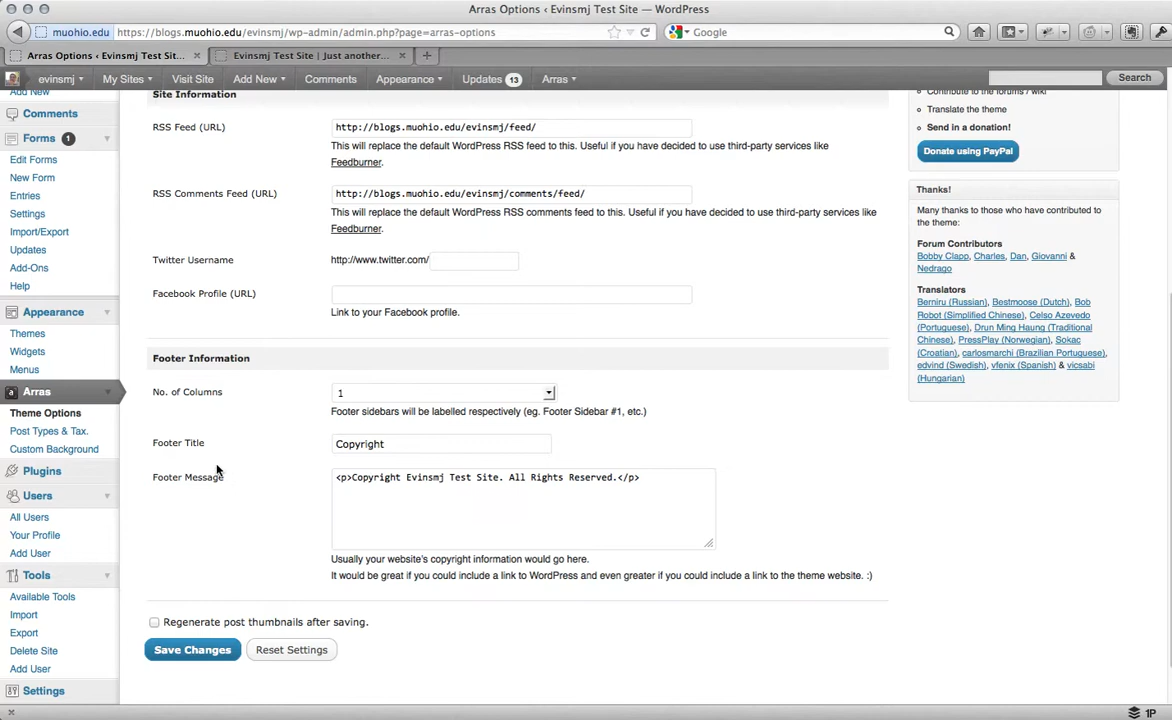 Arras Options ‹ Evinsmj Test Site — WordPress
muohio.edu https://blogs.muohio.edu/evinsmj/wp-admin/admin.php?page=arras-options
Google
Arras Options ‹ Evinsmj Test Sit...
Evinsmj Test Site | Just another...
evinsmj My Sites Visit Site Add New Comments Appearance Updates 13 Arras Search
Add New
Comments
Forms 1
Edit Forms
New Form
Entries
Settings
Import/Export
Updates
Add-Ons
Help
Appearance
Themes
Widgets
Menus
Arras
Theme Options
Post Types & Tax.
Custom Background
Plugins
Users
All Users
Your Profile
Add User
Tools
Available Tools
Import
Export
Delete Site
Add User
Settings
Site Information
RSS Feed (URL)
http://blogs.muohio.edu/evinsmj/feed/
This will replace the default WordPress RSS feed to this. Useful if you have decided to use third-party services like
Feedburner.
RSS Comments Feed (URL)
http://blogs.muohio.edu/evinsmj/comments/feed/
This will replace the default WordPress RSS comments feed to this. Useful if you have decided to use third-party services like
Feedburner.
Twitter Username
http://www.twitter.com/
Facebook Profile (URL)
Link to your Facebook profile.
Footer Information
No. of Columns
1
Footer sidebars will be labelled respectively (eg. Footer Sidebar #1, etc.)
Footer Title
Copyright
Footer Message
<p>Copyright Evinsmj Test Site. All Rights Reserved.</p>
Usually your website's copyright information would go here.
It would be great if you could include a link to WordPress and even greater if you could include a link to the theme website. :)
Regenerate post thumbnails after saving.
Save Changes Reset Settings
Contribute to the forums / wiki
Translate the theme
Send in a donation!
Donate using PayPal
Thanks!
Many thanks to those who have contributed
to the theme:
Forum Contributors
Bobby Clapp, Charles, Dan, Giovanni &
Nedrago
Translators
Berniru (Russian), Bestmoose (Dutch), Bob
Robot (Simplified Chinese), Celso Azevedo
(Portuguese), Drun Ming Haung (Traditional
Chinese), PressPlay (Norwegian), Sokac
(Croatian), carlosmarchi (Brazilian Portuguese),
edvind (Swedish), vfenix (Spanish) & vicsabi
(Hungarian)
1P